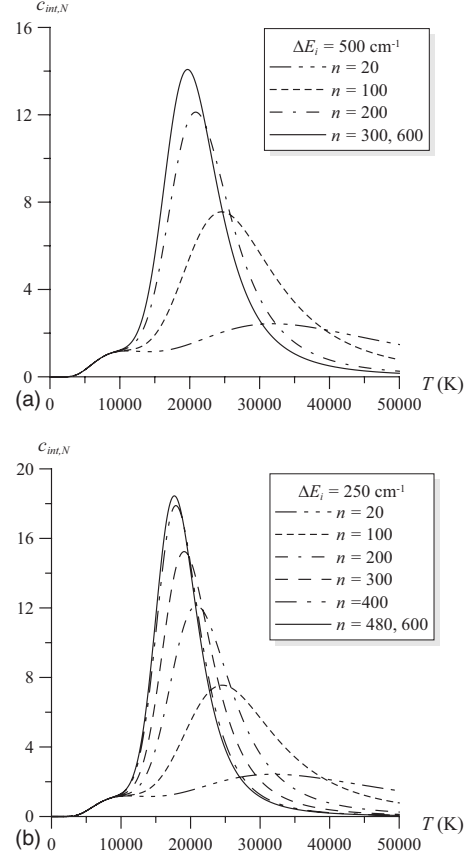 c_int,N
16
12
8
4
0
ΔE_i = 500 cm⁻¹
n = 20
n = 100
n = 200
n = 300, 600
T (K)
0 10000 20000 30000 40000 50000
(a)
c_int,N
20
16
12
8
4
0
ΔE_i = 250 cm⁻¹
n = 20
n = 100
n = 200
n = 300
n =400
n = 480, 600
T (K)
0 10000 20000 30000 40000 50000
(b)